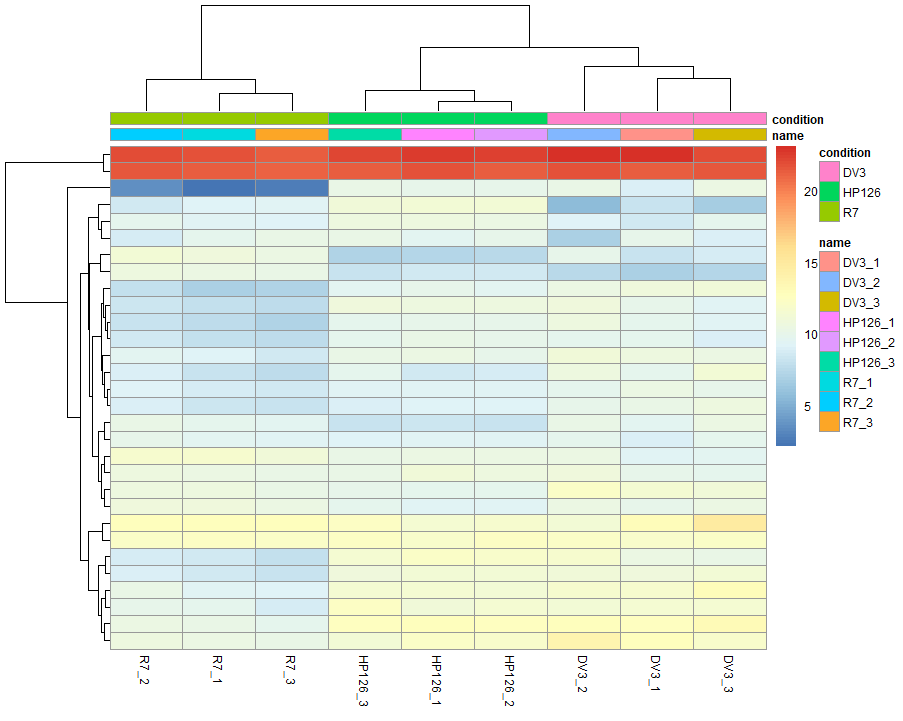 condition
name
condition
DV3
HP126
R7
name
DV3_1
DV3_2
DV3_3
HP126_1
HP126_2
HP126_3
R7_1
R7_2
R7_3
20
15
10
5
R7_2
R7_1
R7_3
HP126_3
HP126_1
HP126_2
DV3_2
DV3_1
DV3_3